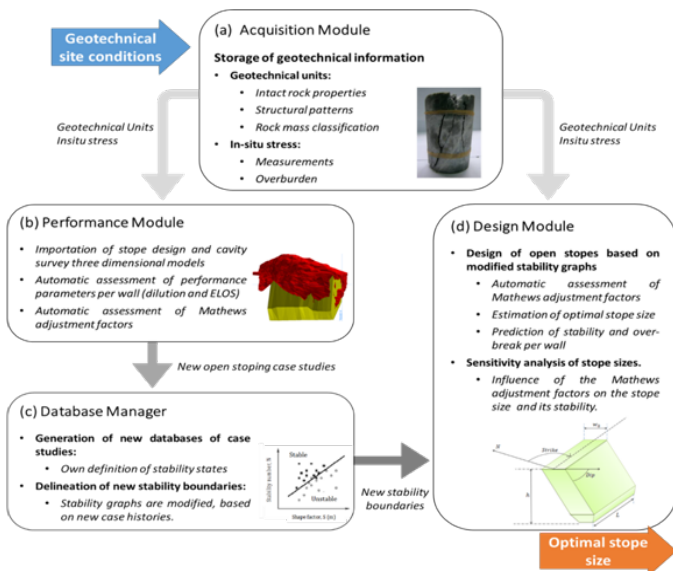 Geotechnical
site conditions
(a) Acquisition Module
Storage of geotechnical information
• Geotechnical units:
• Intact rock properties
• Structural patterns
• Rock mass classification
• In-situ stress:
• Measurements
• Overburden
Geotechnical Units
Insitu stress
Geotechnical Units
Insitu stress
(b) Performance Module
• Importation of stope design and cavity
survey three dimensional models
• Automatic assessment of performance
parameters per wall (dilution and ELOS)
• Automatic assessment of Mathews
adjustment factors
New open stoping case studies
(c) Database Manager
• Generation of new databases of case
studies:
• Own definition of stability states
• Delineation of new stability boundaries:
• Stability graphs are modified, based
on new case histories.
Stability number N
Stable
Unstable
Shape factor, S (m)
New stability
boundaries
(d) Design Module
• Design of open stopes based on
modified stability graphs
• Automatic assessment of
Mathews adjustment factors
• Estimation of optimal stope size
• Prediction of stability and over-
break per wall
• Sensitivity analysis of stope sizes.
• Influence of the Mathews
adjustment factors on the stope
size and its stability.
N
Strike
Dip
h
L
Optimal stope
size